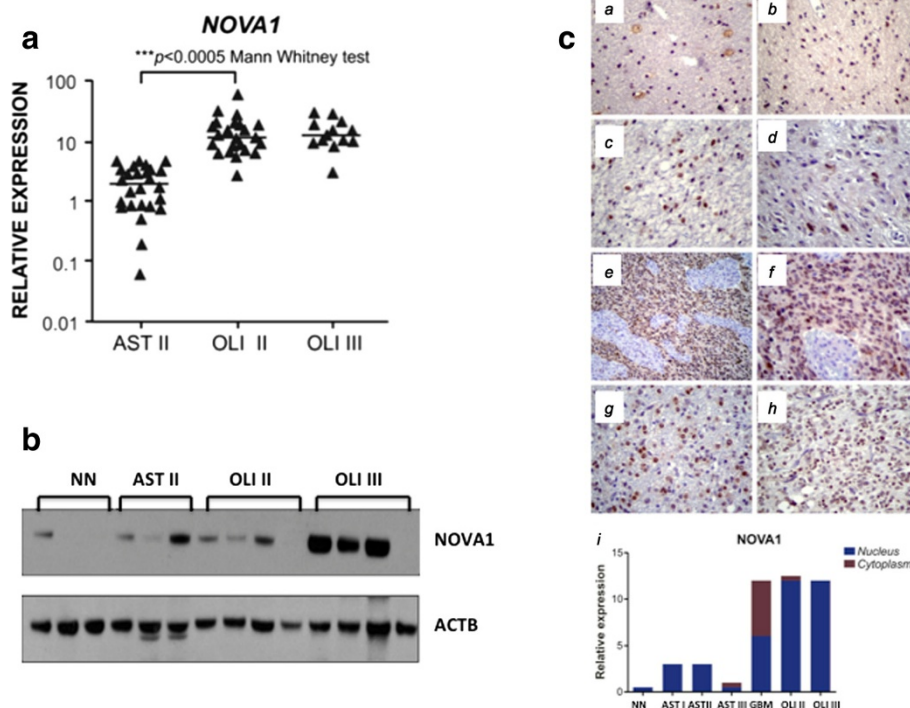 a
NOVA1
***p<0.0005 Mann Whitney test
RELATIVE EXPRESSION
100
10
1
0.1
0.01
AST II OLI II OLI III
b
NN AST II OLI II OLI III
NOVA1
ACTB
c
a b
c d
e f
g h
i
NOVA1
Nucleus
Cytoplasm
Relative expression
15
10
5
0
NN AST I ASTII AST III GBM OLI II OLI III